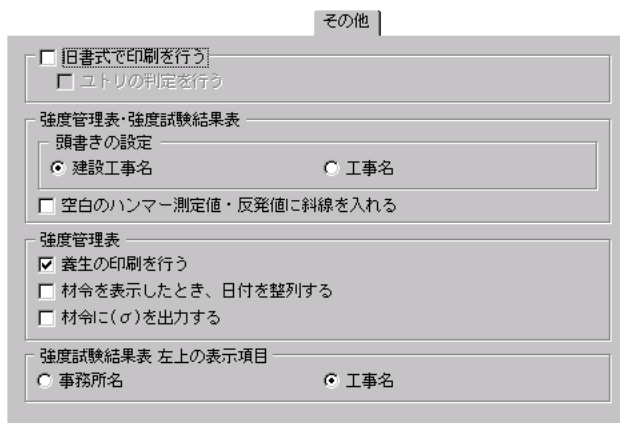 その他
旧書式で印刷を行う
ユトリの判定を行う
強度管理表・強度試験結果表
頭書きの設定
建設工事名 工事名
空白のハンマー測定値・反発値に斜線を入れる
強度管理表
養生の印刷を行う
材令を表示したとき、日付を整列する
材令に(σ)を出力する
強度試験結果表 左上の表示項目
事務所名 工事名